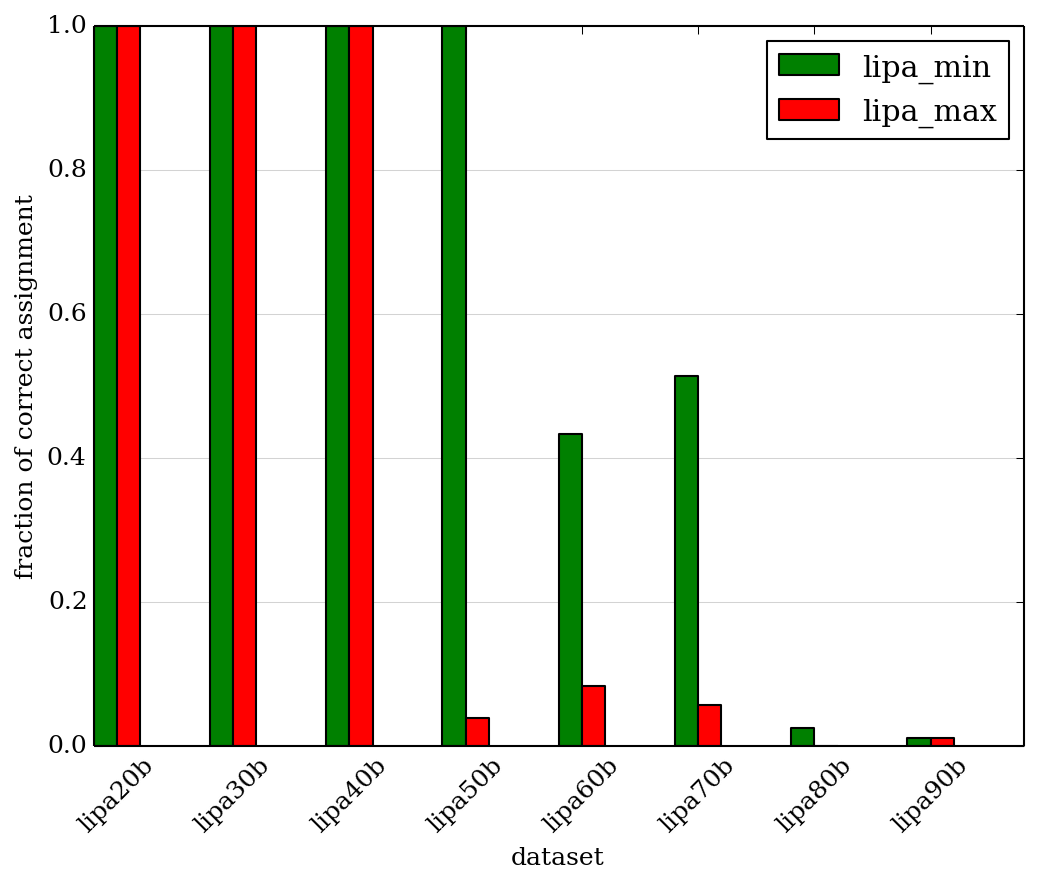 1.0
0.8
0.6
0.4
0.2
0.0
fraction of correct assignment
lipa_min
lipa_max
lipa20b
lipa30b
lipa40b
lipa50b
lipa60b
lipa70b
lipa80b
lipa90b
dataset